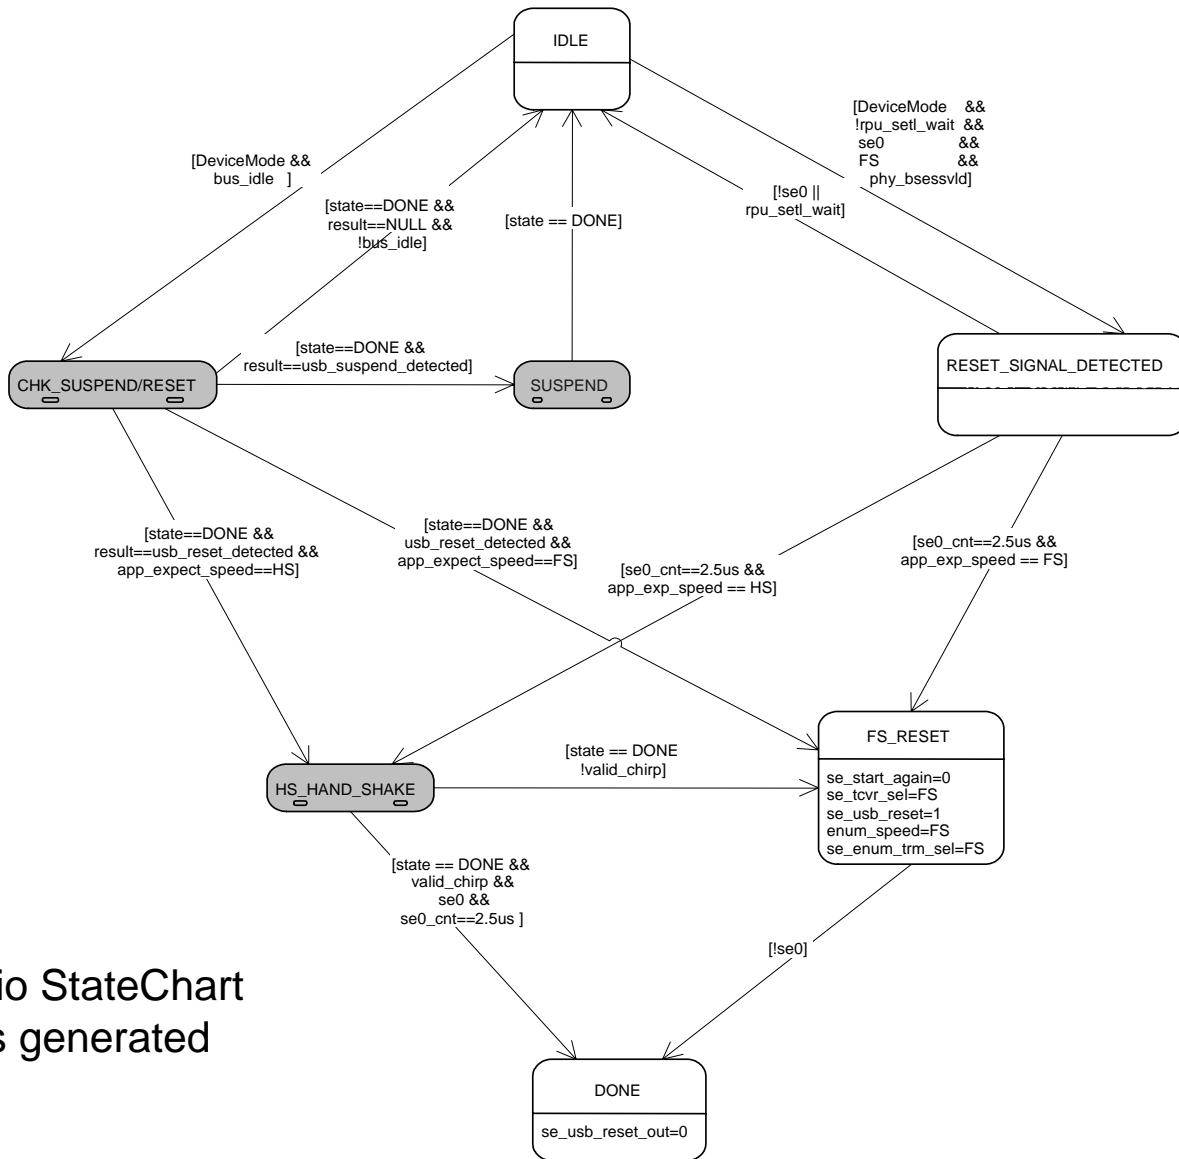 IDLE
[DeviceMode &&
bus_idle ]
[state==DONE &&
result==NULL &&
!bus_idle]
[state == DONE]
[!se0 ||
rpu_setl_wait]
[DeviceMode &&
!rpu_setl_wait &&
se0 &&
FS &&
phy_bsessvld]
[state==DONE &&
result==usb_suspend_detected]
CHK_SUSPEND/RESET
SUSPEND
RESET_SIGNAL_DETECTED
[state==DONE &&
result==usb_reset_detected &&
app_expect_speed==HS]
[state==DONE &&
usb_reset_detected &&
app_expect_speed==FS]
[se0_cnt==2.5us &&
app_exp_speed == HS]
[se0_cnt==2.5us &&
app_exp_speed == FS]
HS_HAND_SHAKE
[state == DONE
!valid_chirp]
FS_RESET
se_start_again=0
se_tcvr_sel=FS
se_usb_reset=1
enum_speed=FS
se_enum_trm_sel=FS
[state == DONE &&
valid_chirp &&
se0 &&
se0_cnt==2.5us ]
[!se0]
io StateChart
s generated
DONE
se_usb_reset_out=0